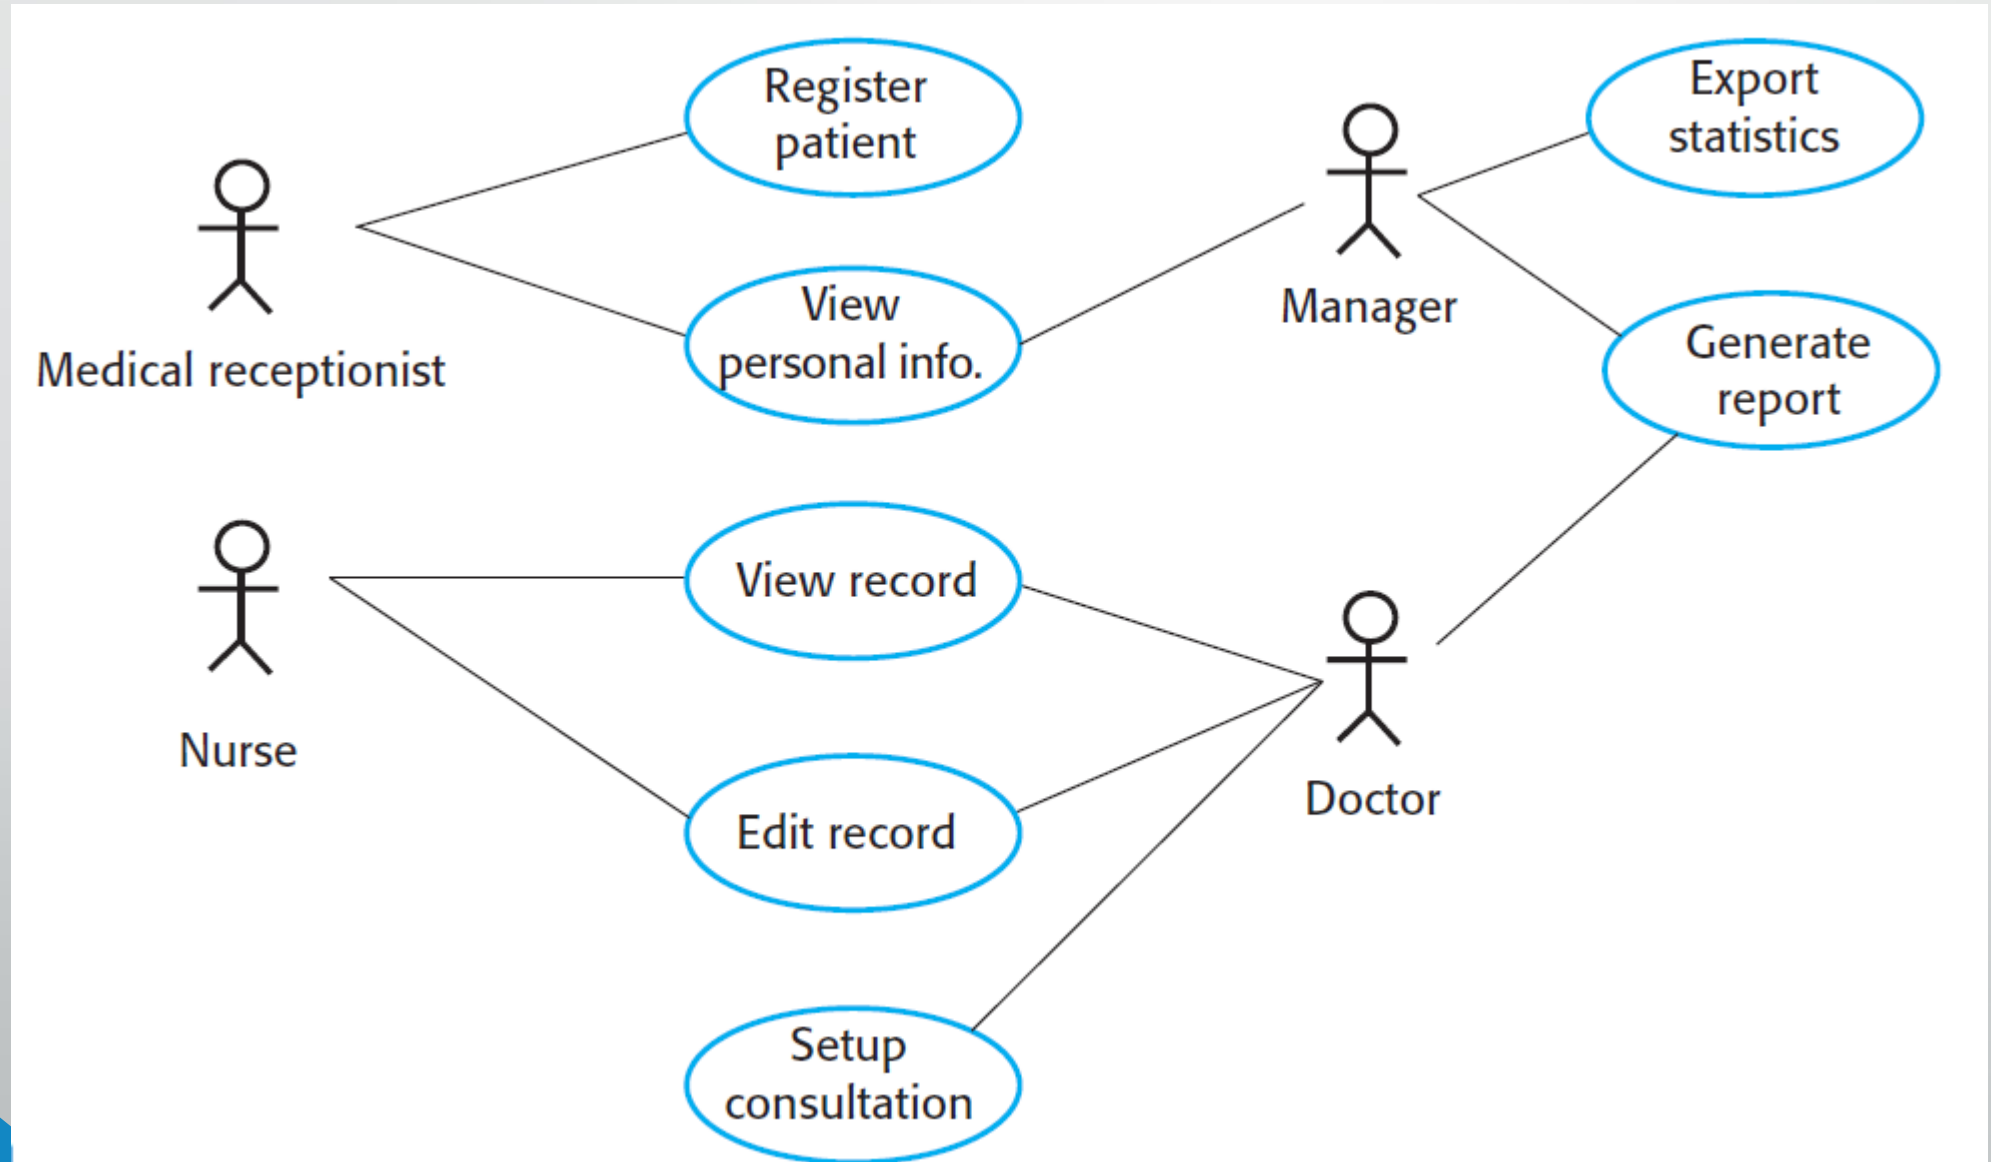 Register
patient
Export
statistics
Medical receptionist
View
personal info.
Manager
Generate
report
Nurse
View record
Edit record
Doctor
Setup
consultation